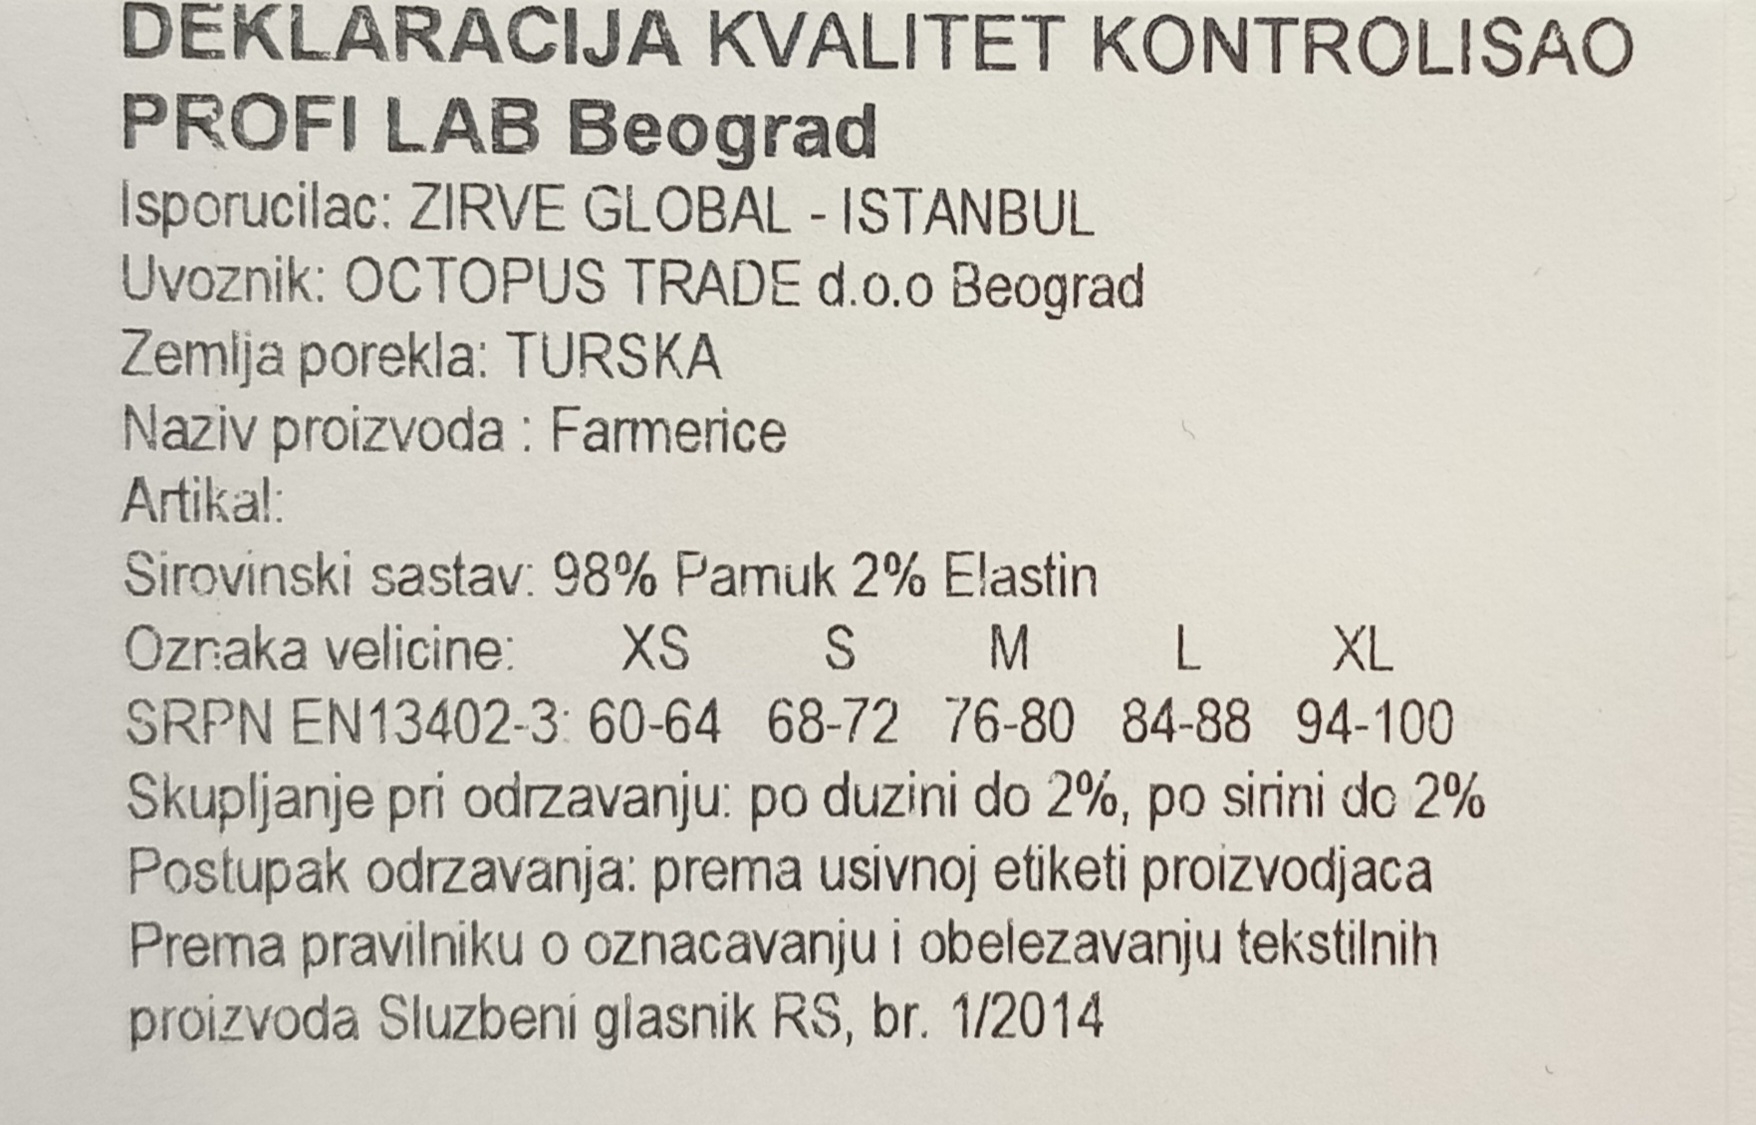 DEKLARACIJA KVALITET KONTROLISAO
PROFI LAB Beograd
Isporucilac: ZIRVE GLOBAL - ISTANBUL
Uvoznik: OCTOPUS TRADE d.o.o Beograd
Zemlja porekla: TURSKA
Naziv proizvoda : Farmerice
Artikal:
Sirovinski sastav: 98% Pamuk 2% Elastin
Oznaka velicine: XS S M L XL
SRPN EN13402-3: 60-64 68-72 76-80 84-88 94-100
Skupljanje pri odrzavanju: po duzini do 2%, po sirini do 2%
Postupak odrzavanja: prema usivnoj etiketi proizvodjaca
Prema pravilniku o oznacavanju i obelezavanju tekstilnih
proizvoda Sluzbeni glasnik RS, br. 1/2014